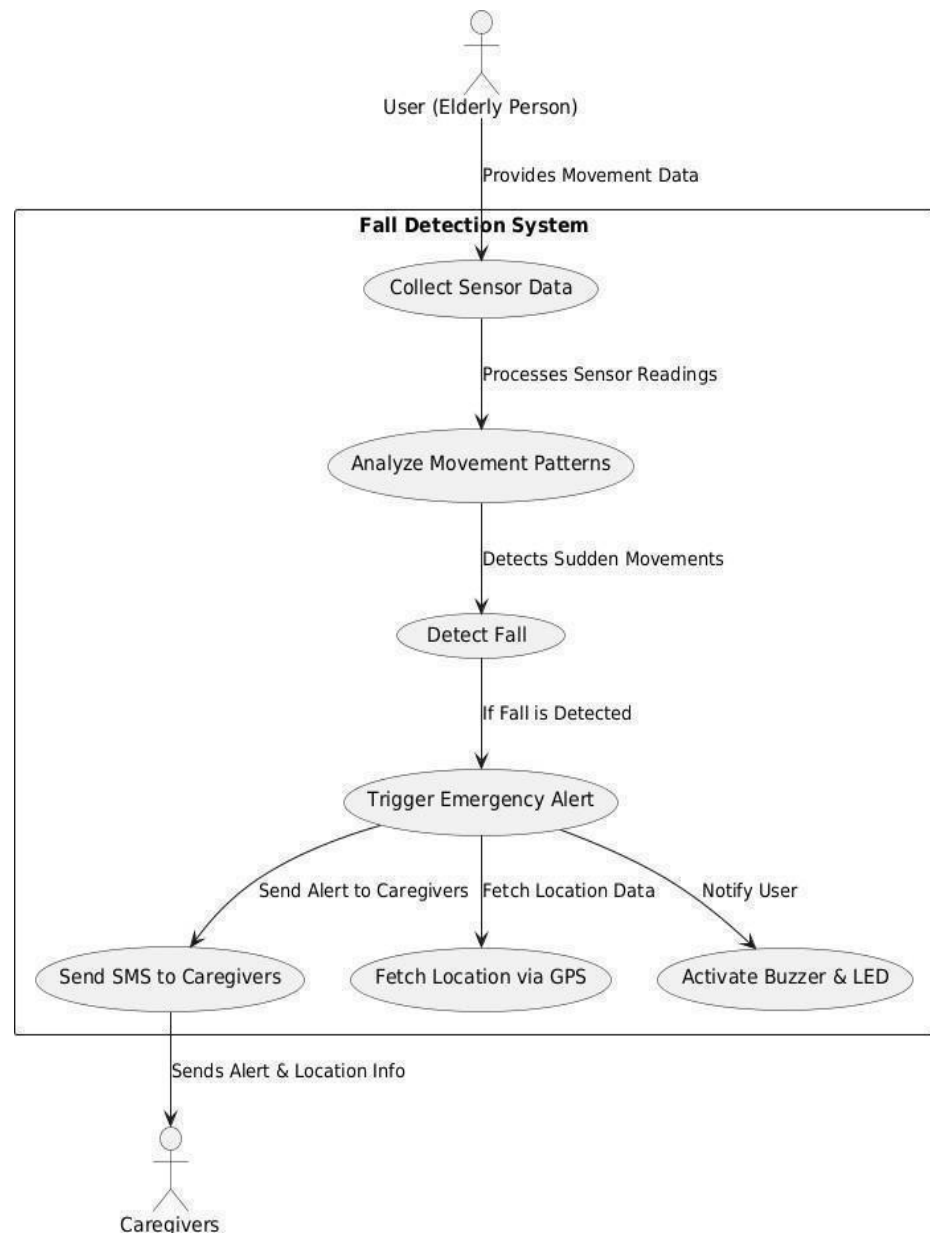 User (Elderly Person)
Provides Movement Data
Fall Detection System
Collect Sensor Data
Processes Sensor Readings
Analyze Movement Patterns
Detects Sudden Movements
Detect Fall
If Fall is Detected
Trigger Emergency Alert
Send Alert to Caregivers
Fetch Location Data
Notify User
Send SMS to Caregivers
Fetch Location via GPS
Activate Buzzer & LED
Sends Alert & Location Info
Caregivers